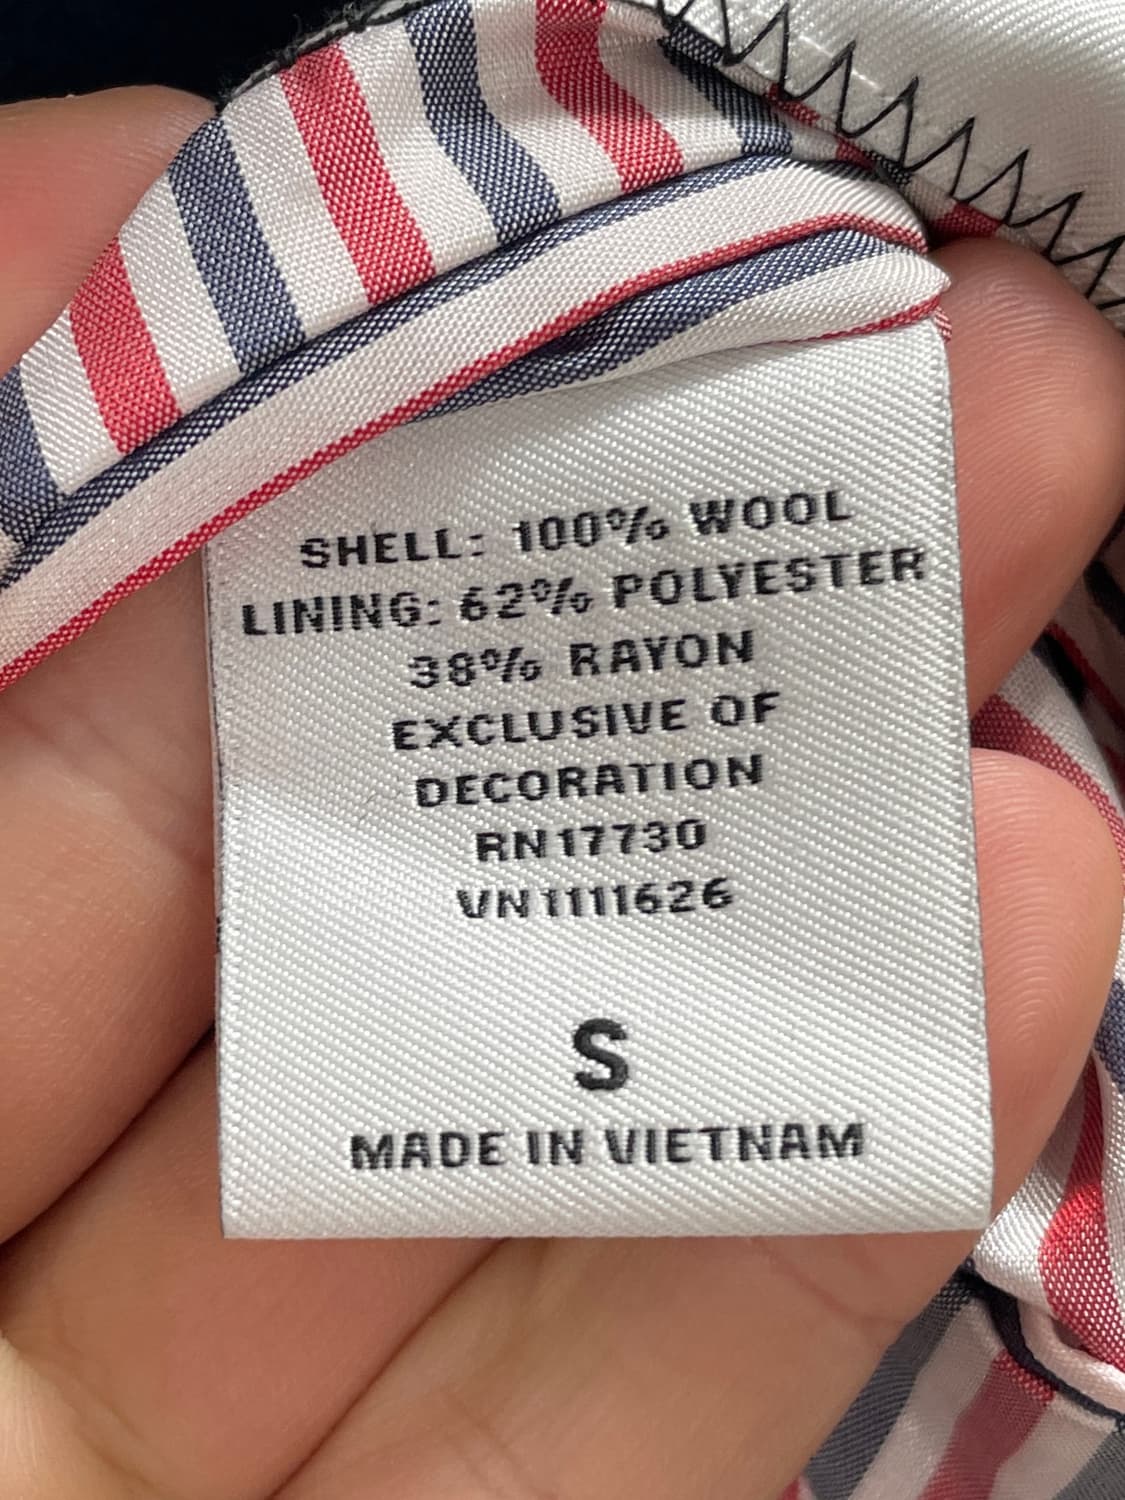 SHELL: 100% WOOL
LINING: 62% POLYESTER
38% RAYON
EXCLUSIVE OF
DECORATION
RN17730
VN1111626
S
MADE IN VIETNAM